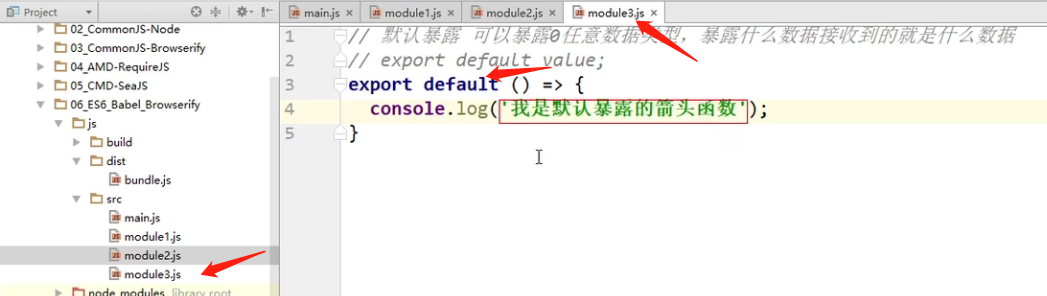 Project
main.js
module1.js
module2.js
module3.js
02_CommonJS-Node
03_CommonJS-Browserify
04_AMD-RequireJS
05_CMD-SeaJS
06_ES6_Babel_Browserify
js
build
dist
bundle.js
src
main.js
module1.js
module2.js
module3.js
node_modules library root
1 // 默认暴露 可以暴露0任意数据类型，暴露什么数据接收到的就是什么数据
2 // export default value;
3 export default () => {
4 console.log('我是默认暴露的箭头函数');
5 }